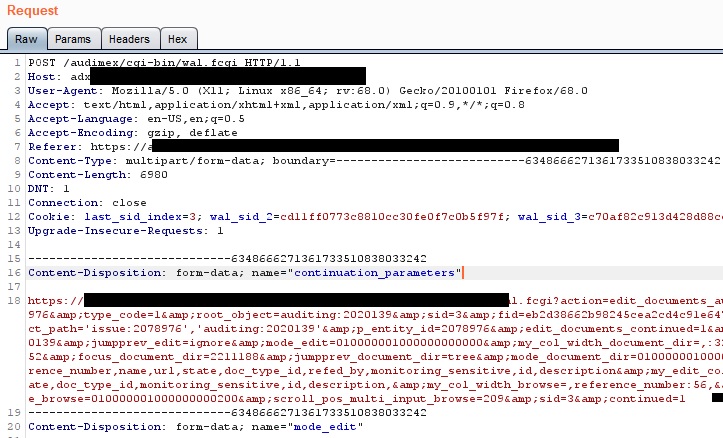 Request
Raw Params Headers Hex
1 POST /audimex/cgi-bin/wal.fcgi HTTP/1.1
2 Host: adx
3 User-Agent: Mozilla/5.0 (X11; Linux x86_64; rv:68.0) Gecko/20100101 Firefox/68.0
4 Accept: text/html,application/xhtml+xml,application/xml;q=0.9,*/*;q=0.8
5 Accept-Language: en-US,en;q=0.5
6 Accept-Encoding: gzip, deflate
7 Referer: https://a
8 Content-Type: multipart/form-data; boundary=---------------------------6348666271361733510838033242
9 Content-Length: 6980
10 DNT: 1
11 Connection: close
12 Cookie: last_sid_index=3; wal_sid_2=cd11ff0773c8810cc30fe0f7c0b5f97f; wal_sid_3=c70af82c913d428d88c
13 Upgrade-Insecure-Requests: 1
14
15 -----------------------------6348666271361733510838033242
16 Content-Disposition: form-data; name="continuation_parameters"
17
18 https:// l.fcgi?action=edit_documents_a
976&amp;type_code=1&amp;root_object=auditing:2020139&amp;sid=3&amp;fid=eb2d38662b98245cea2cd4c91e64
ct_path='issue:2078976','auditing:2020139'&amp;p_entity_id=2078976&amp;edit_documents_continued=1&a
0139&amp;jumpprev_edit=ignore&amp;mode_edit=01000000100000000000&amp;my_col_width_document_dir=,:3
52&amp;focus_document_dir=2211188&amp;jumpprev_document_dir=tree&amp;mode_document_dir=010000001000
rence_number,name,url,state,doc_type_id,refed_by,monitoring_sensitive,id,description&amp;my_edit_co
ate,doc_type_id,monitoring_sensitive,id,description,&amp;my_col_width_browse=,reference_number:56,&
e_browse=010000001000000000200&amp;scroll_pos_multi_input_browse=209&amp;sid=3&amp;continued=1
19 -----------------------------6348666271361733510838033242
20 Content-Disposition: form-data; name="mode_edit"